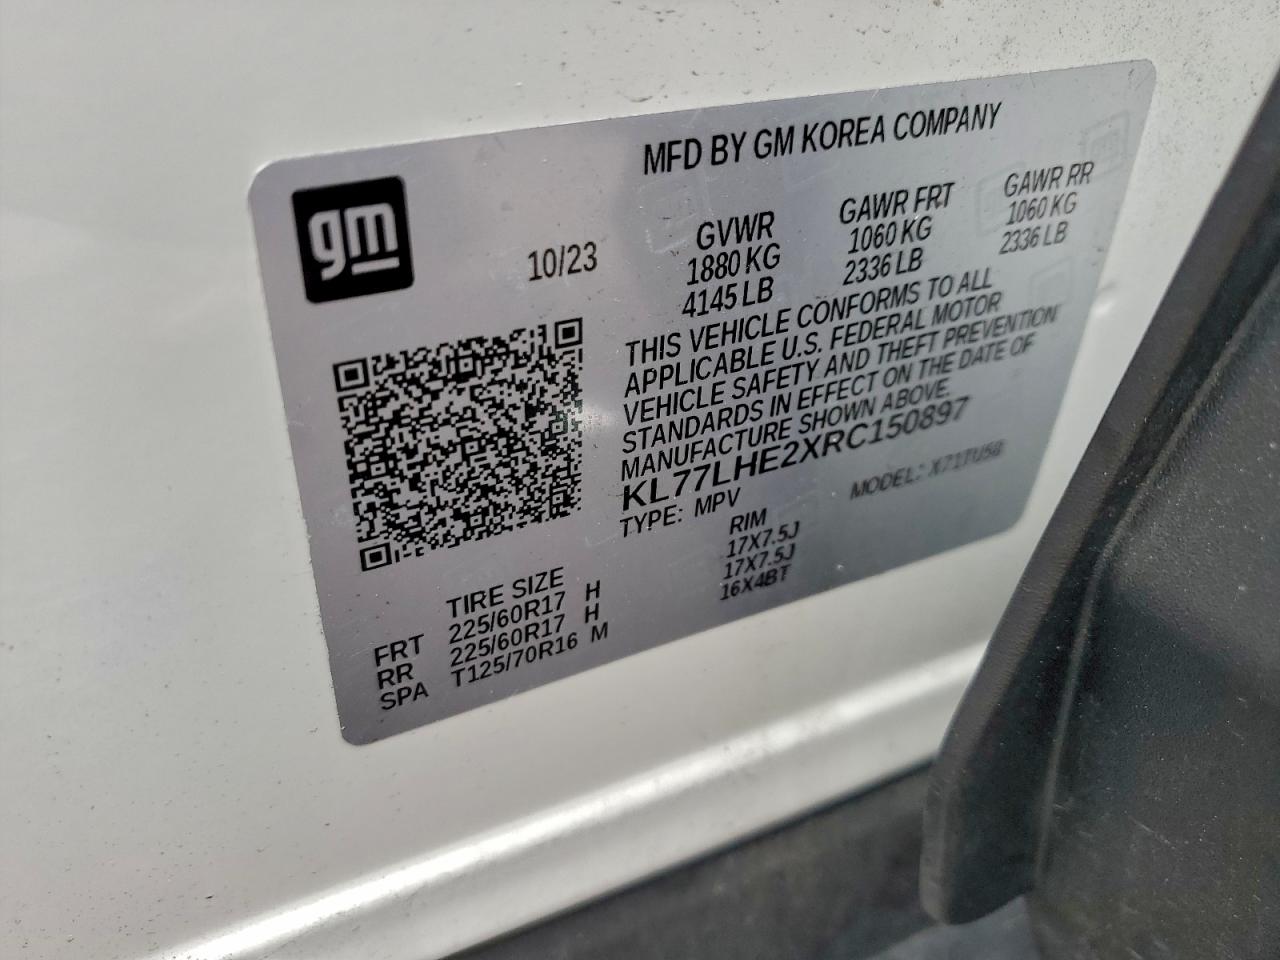 gm
MFD BY GM KOREA COMPANY
10/23
GVWR GAWR FRT GAWR RR
1880 KG 1060 KG 1060 KG
4145 LB 2336 LB 2336 LB
THIS VEHICLE CONFORMS TO ALL
APPLICABLE U.S. FEDERAL MOTOR
VEHICLE SAFETY AND THEFT PREVENTION
STANDARDS IN EFFECT ON THE DATE OF
MANUFACTURE SHOWN ABOVE.
KL77LHE2XRC150897
TYPE: MPV MODEL: X71TU58
TIRE SIZE RIM
FRT 225/60R17 H 17X7.5J
RR 225/60R17 H 17X7.5J
SPA T125/70R16 M 16X4BT